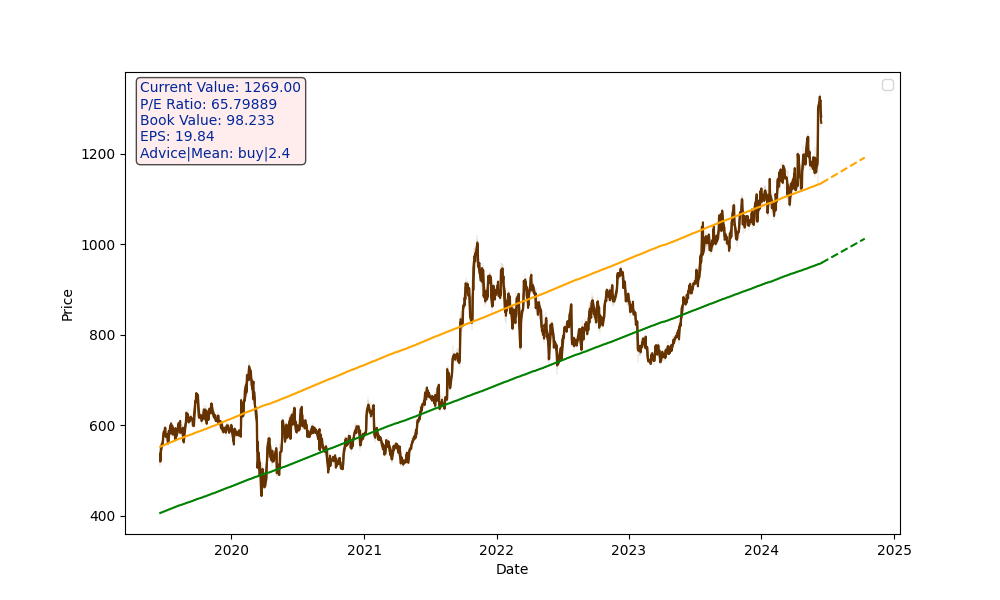 Current Value: 1269.00
P/E Ratio: 65.79889
Book Value: 98.233
EPS: 19.84
Advice|Mean: buy|2.4
1200
1000
800
600
400
Price
2020 2021 2022 2023 2024 2025
Date